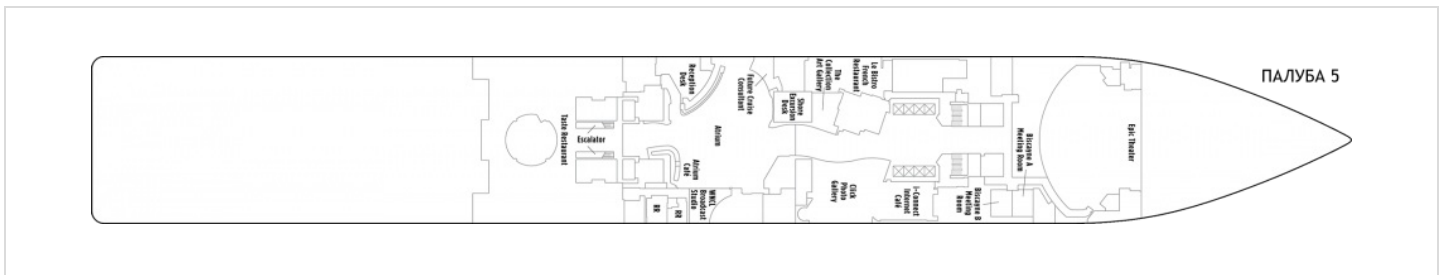 ПАЛУБА 5
Taste Restaurant
Escalator
Reception
Desk
Atrium
Atrium
Café
WNCL
Broadcast
Studio
RR
RR
Future Cruise
Consultant
Shore
Excursion
Desk
The
Collection
Art Gallery
Le Bistro
French
Restaurant
Click
Photo
Gallery
i-Connect
Internet
Café
Biscayne A
Meeting Room
Biscayne B
Meeting
Room
Epic Theater